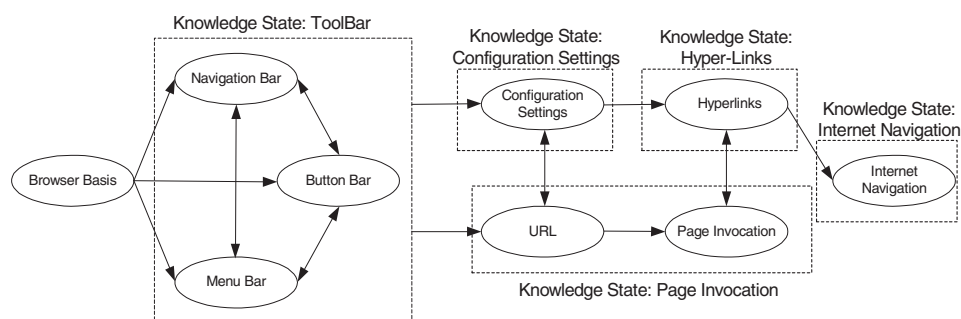 Knowledge State: ToolBar
Knowledge State:
Configuration Settings
Knowledge State:
Hyper-Links
Knowledge State:
Internet Navigation
Navigation Bar
Browser Basis
Button Bar
Menu Bar
Configuration
Settings
Hyperlinks
Internet
Navigation
URL
Page Invocation
Knowledge State: Page Invocation